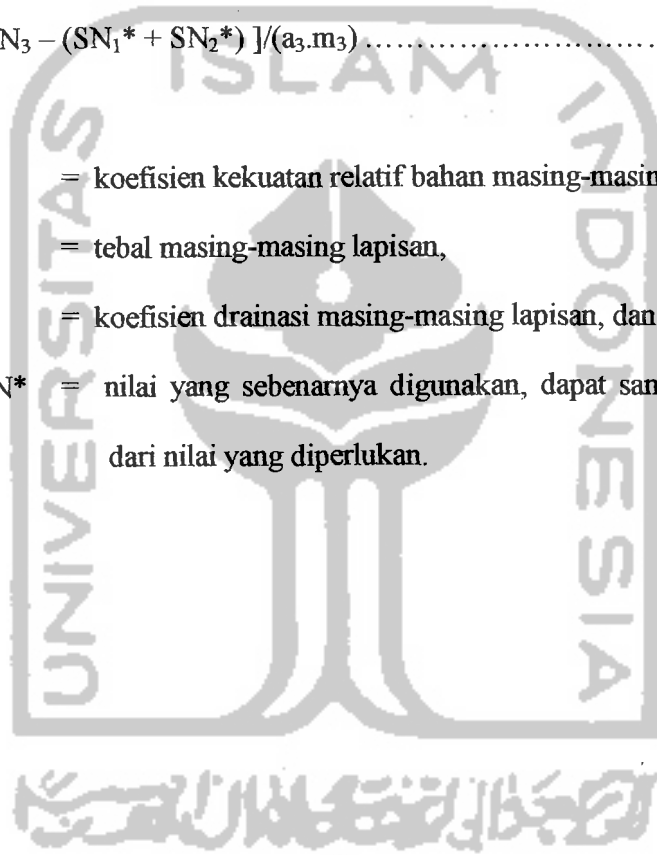 N₃ – (SN₁* + SN₂*) ]/(a₃.m₃) ..............................
= koefisien kekuatan relatif bahan masing-masin
= tebal masing-masing lapisan,
= koefisien drainasi masing-masing lapisan, dan
N* = nilai yang sebenarnya digunakan, dapat sam
dari nilai yang diperlukan.
ISLAM
UNIVERSITAS
INDONESIA